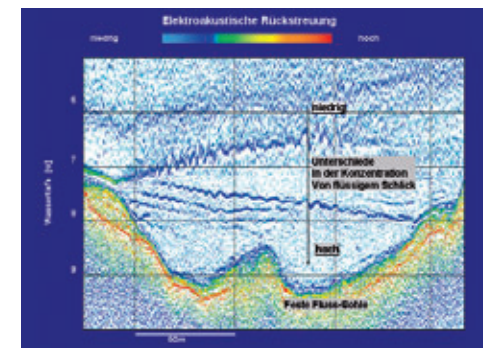 Elektroakustische Rückstreuung
niedrig
hoch
6
niedrig
7
Unterschiede
in der Konzentration
Von flüssigem Schlick
Wassertiefe [m]
8
hoch
9
Feste Fluss-Sohle
50m